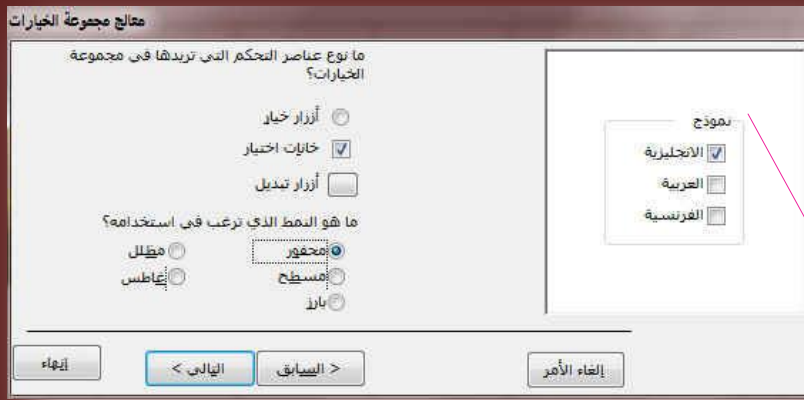 معالج مجموعة الخيارات
ما نوع عناصر التحكم التي تريدها في مجموعة
الخيارات؟
أزرار خيار
خانات اختيار
أزرار تبديل
ما هو النمط الذي ترغب في استخدامه؟
محفور
مظلل
مسطح
غاطس
بارز
نموذج
الانجليزية
العربية
الفرنسية
إلغاء الأمر
< السابق
التالي >
إنهاء